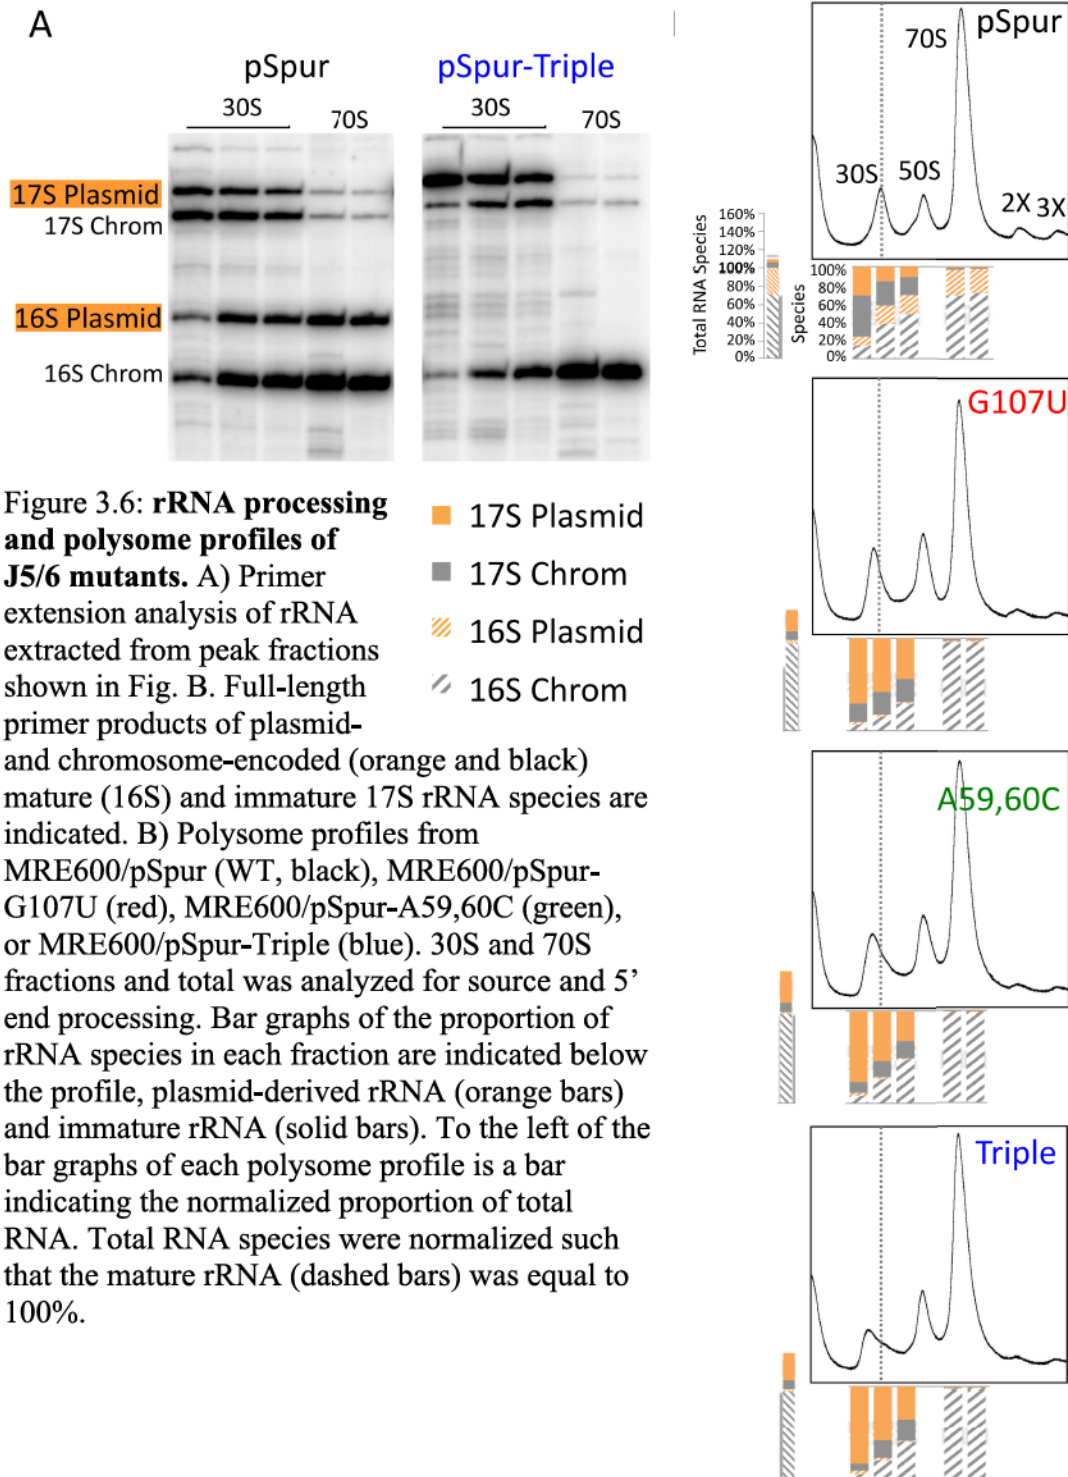 A
pSpur
pSpur-Triple
30S
70S
30S
70S
17S Plasmid
17S Chrom
16S Plasmid
16S Chrom
Figure 3.6: rRNA processing
and polysome profiles of
J5/6 mutants. A) Primer
extension analysis of rRNA
extracted from peak fractions
shown in Fig. B. Full-length
primer products of plasmid-
and chromosome-encoded (orange and black)
mature (16S) and immature 17S rRNA species are
indicated. B) Polysome profiles from
MRE600/pSpur (WT, black), MRE600/pSpur-
G107U (red), MRE600/pSpur-A59,60C (green),
or MRE600/pSpur-Triple (blue). 30S and 70S
fractions and total was analyzed for source and 5’
end processing. Bar graphs of the proportion of
rRNA species in each fraction are indicated below
the profile, plasmid-derived rRNA (orange bars)
and immature rRNA (solid bars). To the left of the
bar graphs of each polysome profile is a bar
indicating the normalized proportion of total
RNA. Total RNA species were normalized such
that the mature rRNA (dashed bars) was equal to
100%.
17S Plasmid
17S Chrom
16S Plasmid
16S Chrom
pSpur
70S
30S
50S
2X
3X
Total RNA Species
160%
140%
120%
100%
80%
60%
40%
20%
0%
Species
100%
80%
60%
40%
20%
0%
G107U
A59,60C
Triple